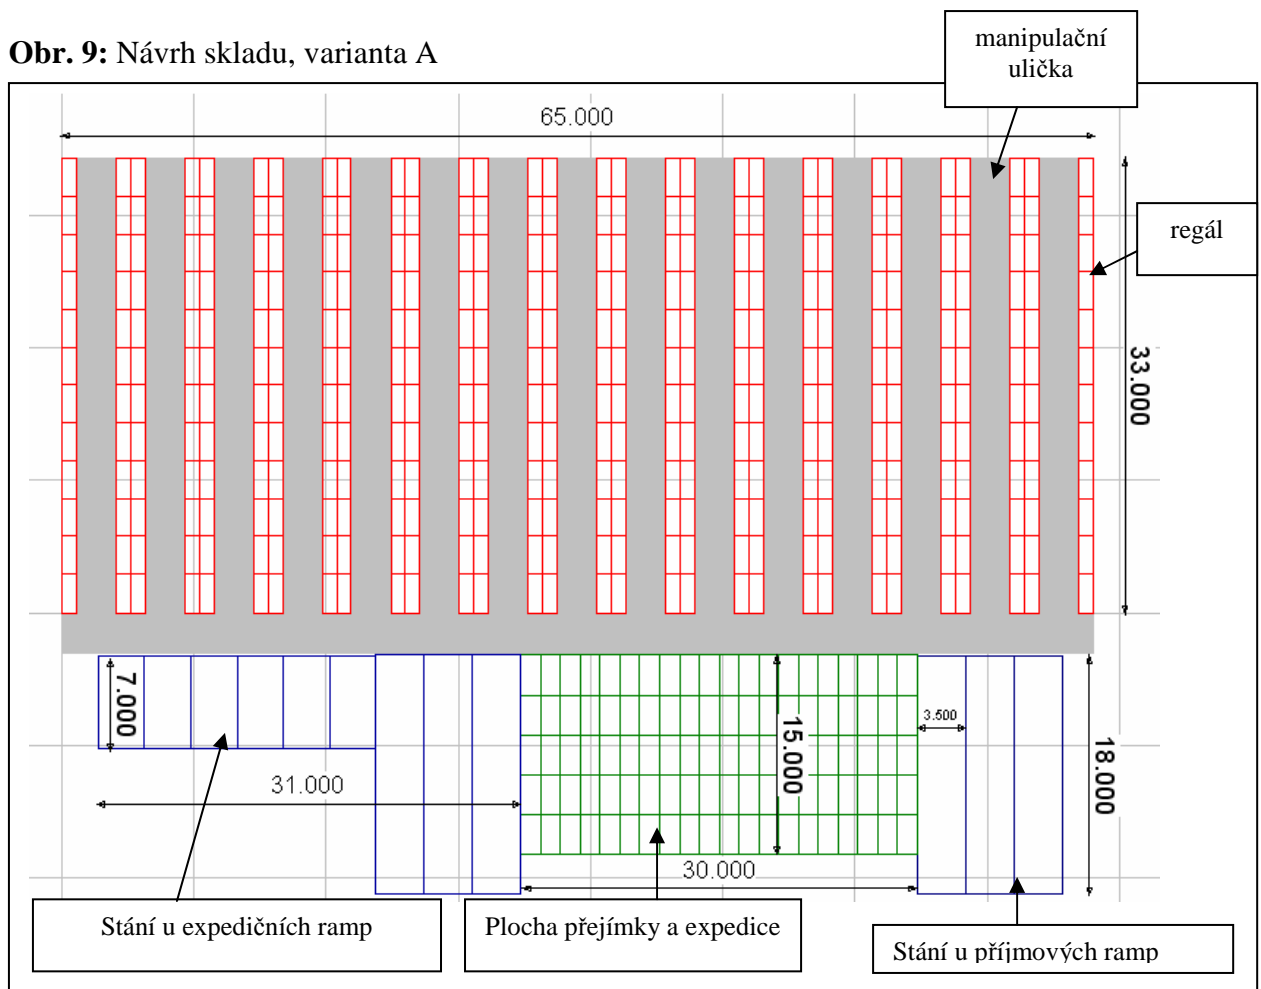 manipulační
ulička
Obr. 9: Návrh skladu, varianta A
65.000
regál
33.000
7.000
3.500
15.000
18.000
31.000
30.000
Stání u expedičních ramp
Plocha přejímky a expedice
Stání u příjmových ramp